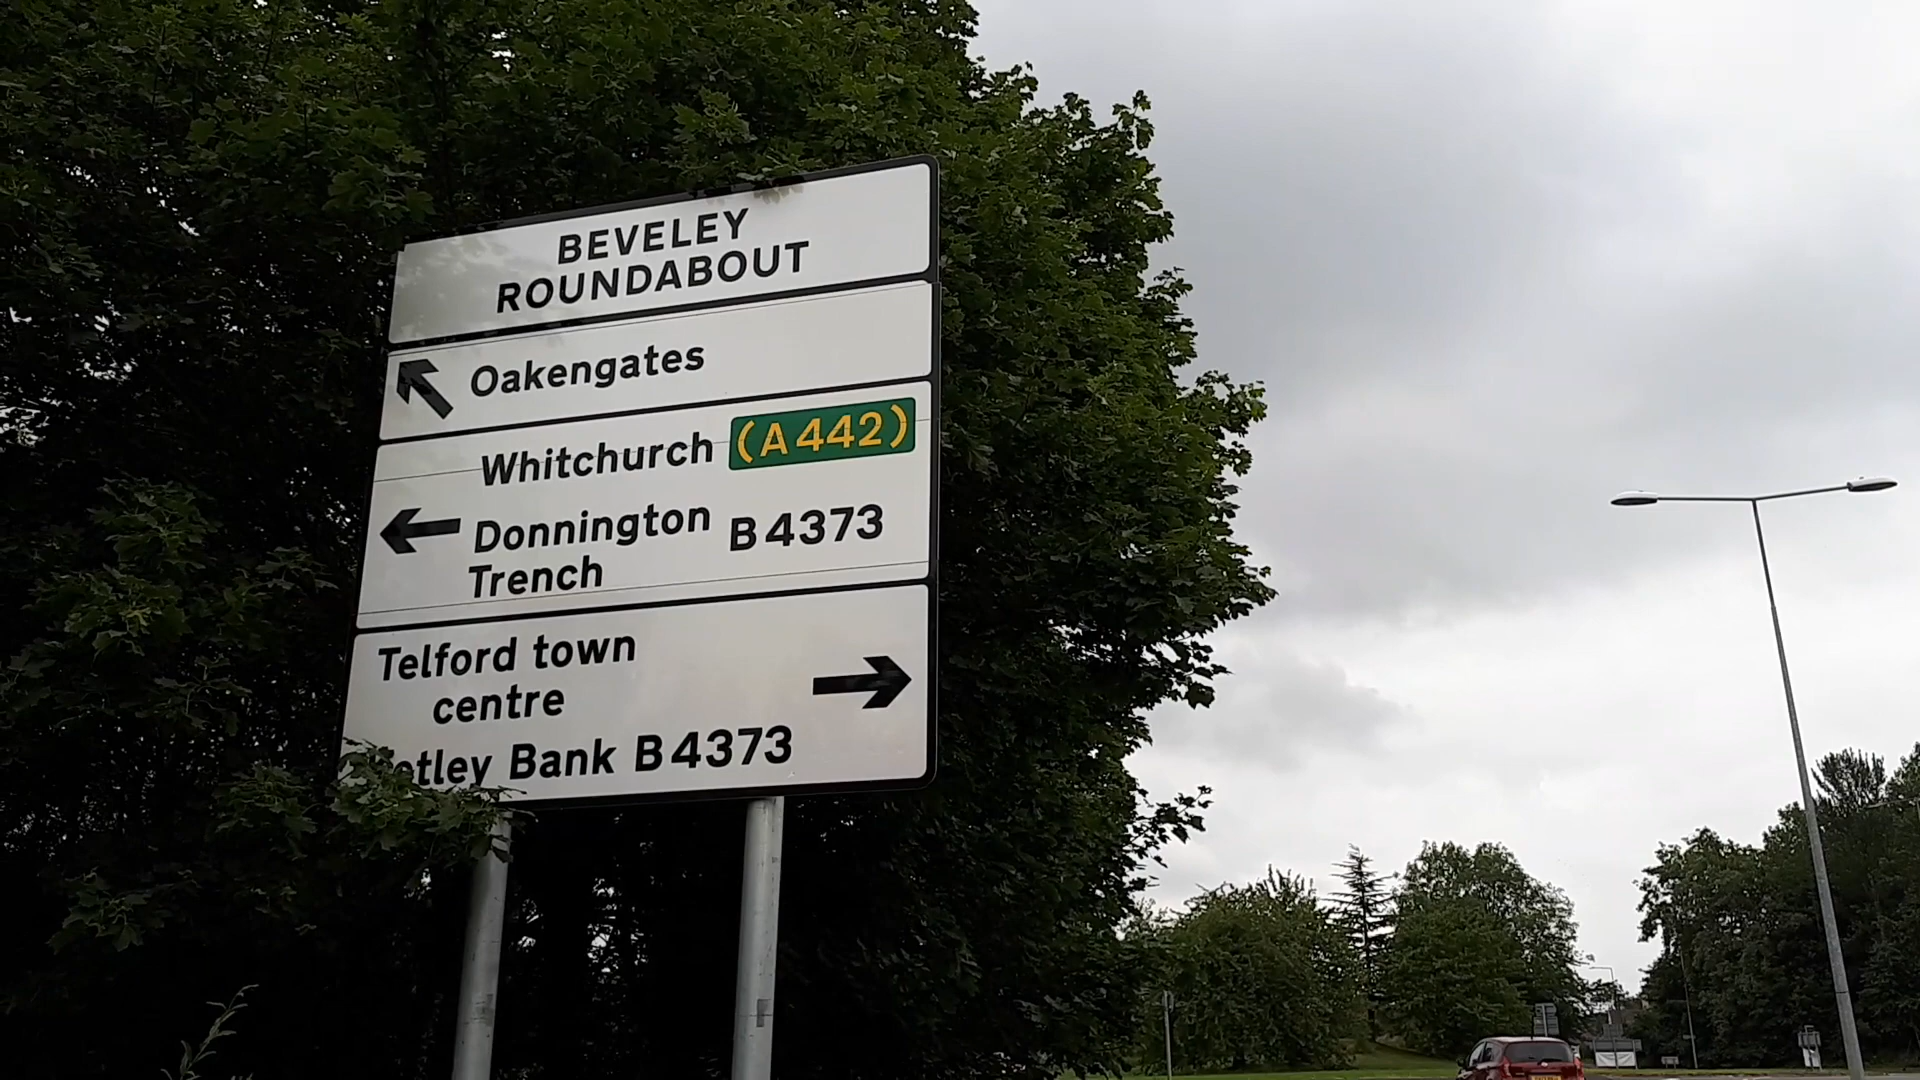 BEVELEY
ROUNDABOUT
Oakengates
Whitchurch (A442)
Donnington B4373
Trench
Telford town
centre
Bank B4373